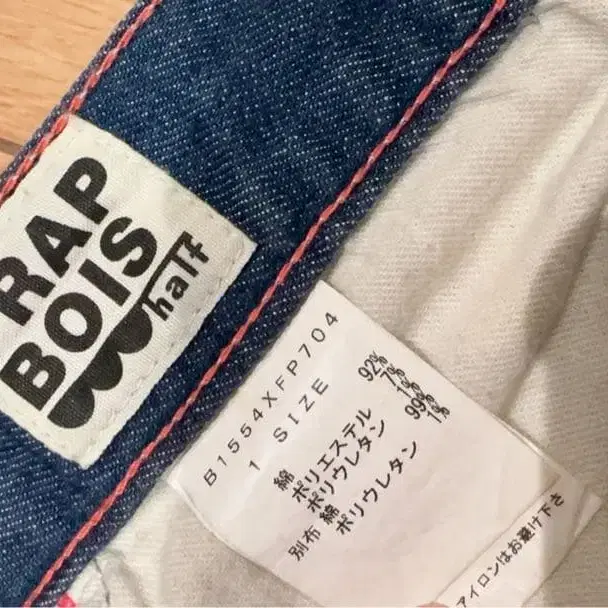 RAP
BOIS
half
B1554XFP704
1 SIZE
綿 92%
ポリエステル 7%
ポリウレタン 1%
別布 綿 99%
ポリウレタン 1%
アイロンはお避け下さ